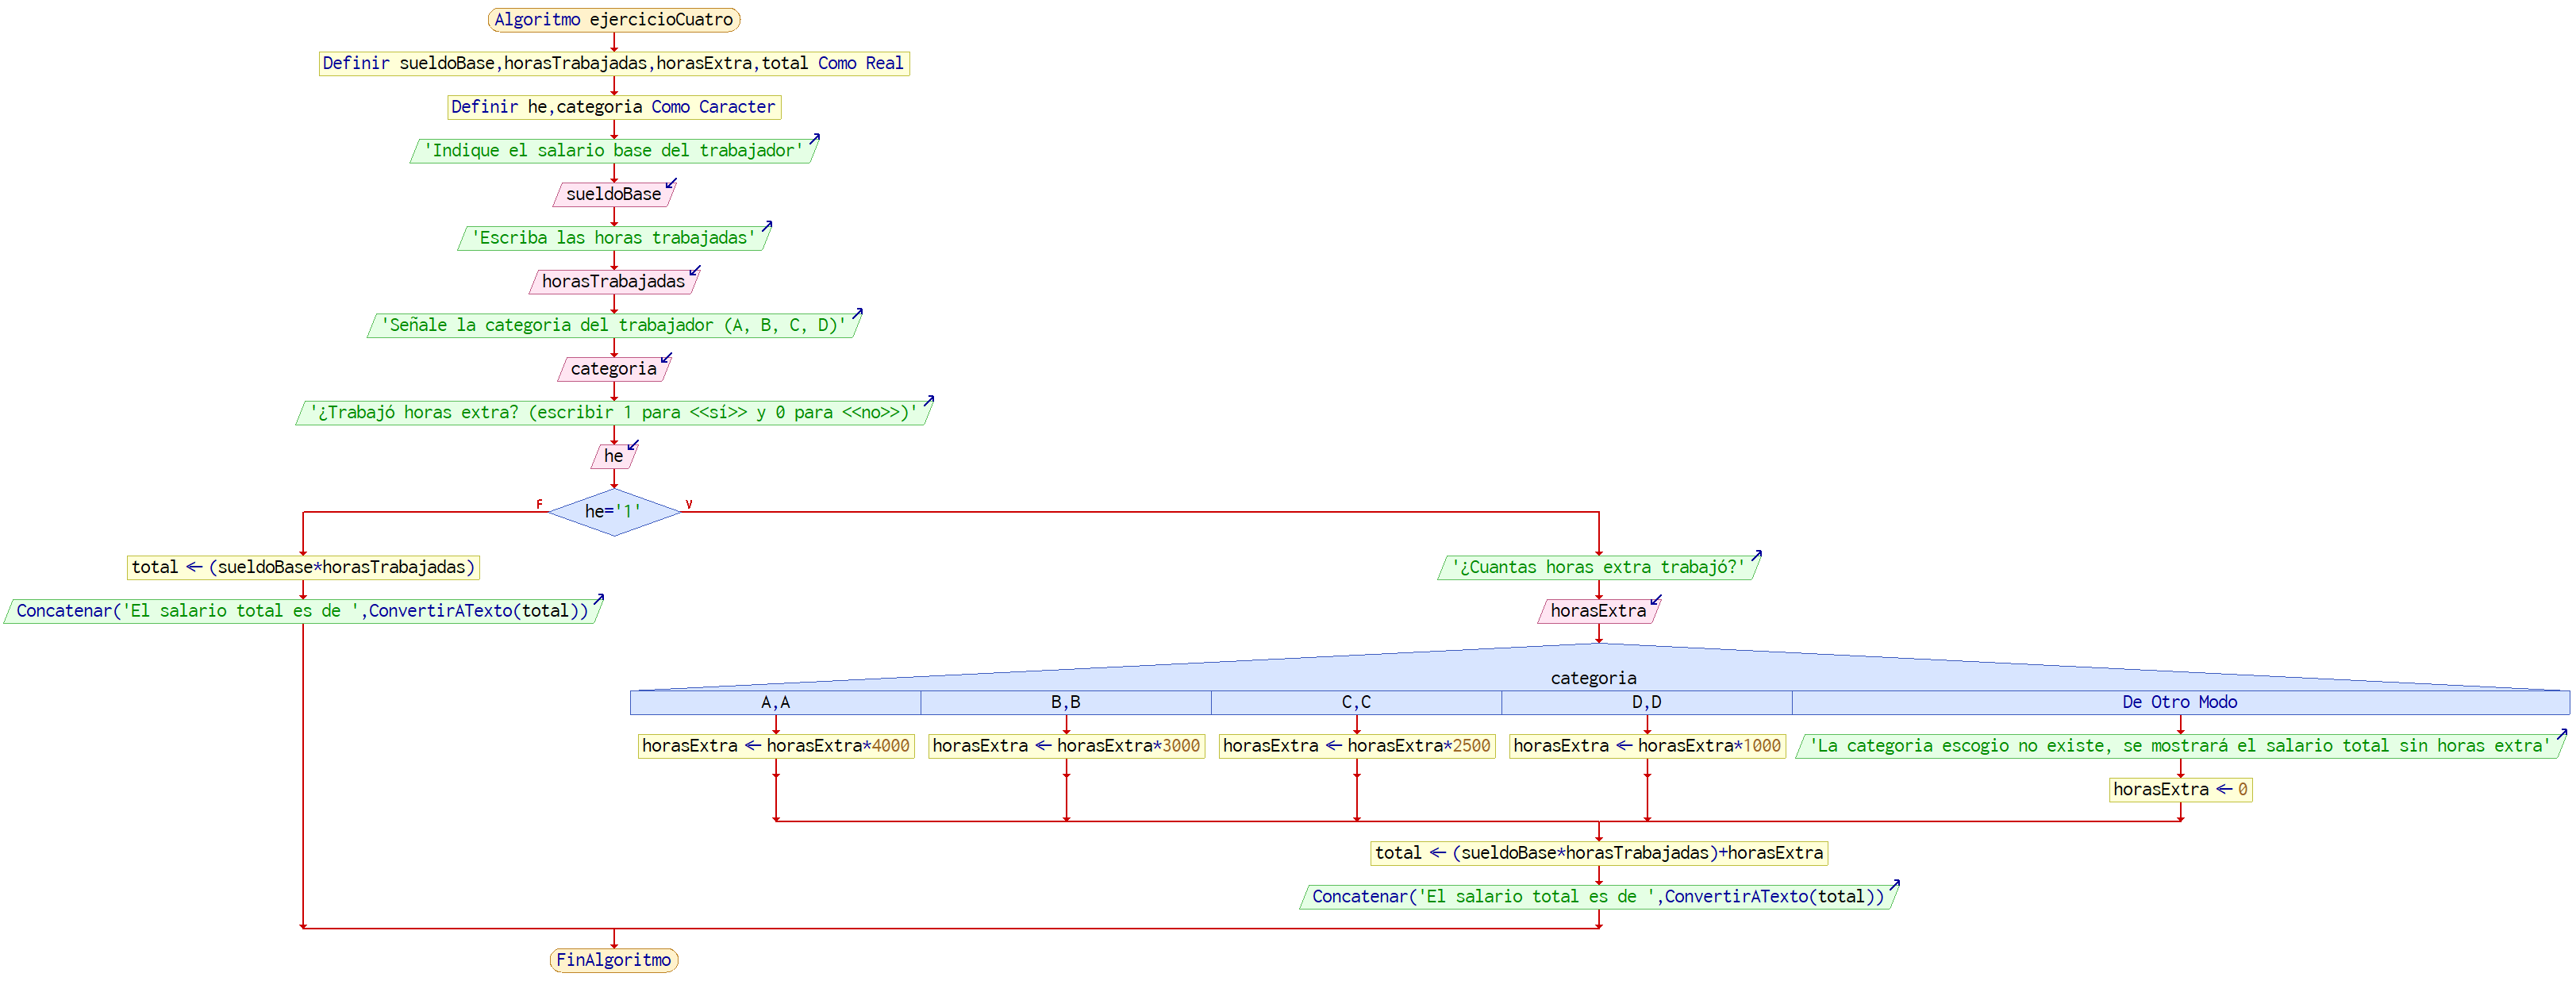 Algoritmo ejercicioCuatro
Definir sueldoBase,horasTrabajadas,horasExtra,total Como Real
Definir he,categoria Como Caracter
'Indique el salario base del trabajador'
sueldoBase
'Escriba las horas trabajadas'
horasTrabajadas
'Señale la categoria del trabajador (A, B, C, D)'
categoria
'¿Trabajó horas extra? (escribir 1 para <<sí>> y 0 para <<no>>)'
he
F
he='1'
V
total ← (sueldoBase*horasTrabajadas)
Concatenar('El salario total es de ',ConvertirATexto(total))
'¿Cuantas horas extra trabajó?'
horasExtra
categoria
A,A
B,B
C,C
D,D
De Otro Modo
horasExtra ← horasExtra*4000
horasExtra ← horasExtra*3000
horasExtra ← horasExtra*2500
horasExtra ← horasExtra*1000
'La categoria escogio no existe, se mostrará el salario total sin horas extra'
horasExtra ← 0
total ← (sueldoBase*horasTrabajadas)+horasExtra
Concatenar('El salario total es de ',ConvertirATexto(total))
FinAlgoritmo